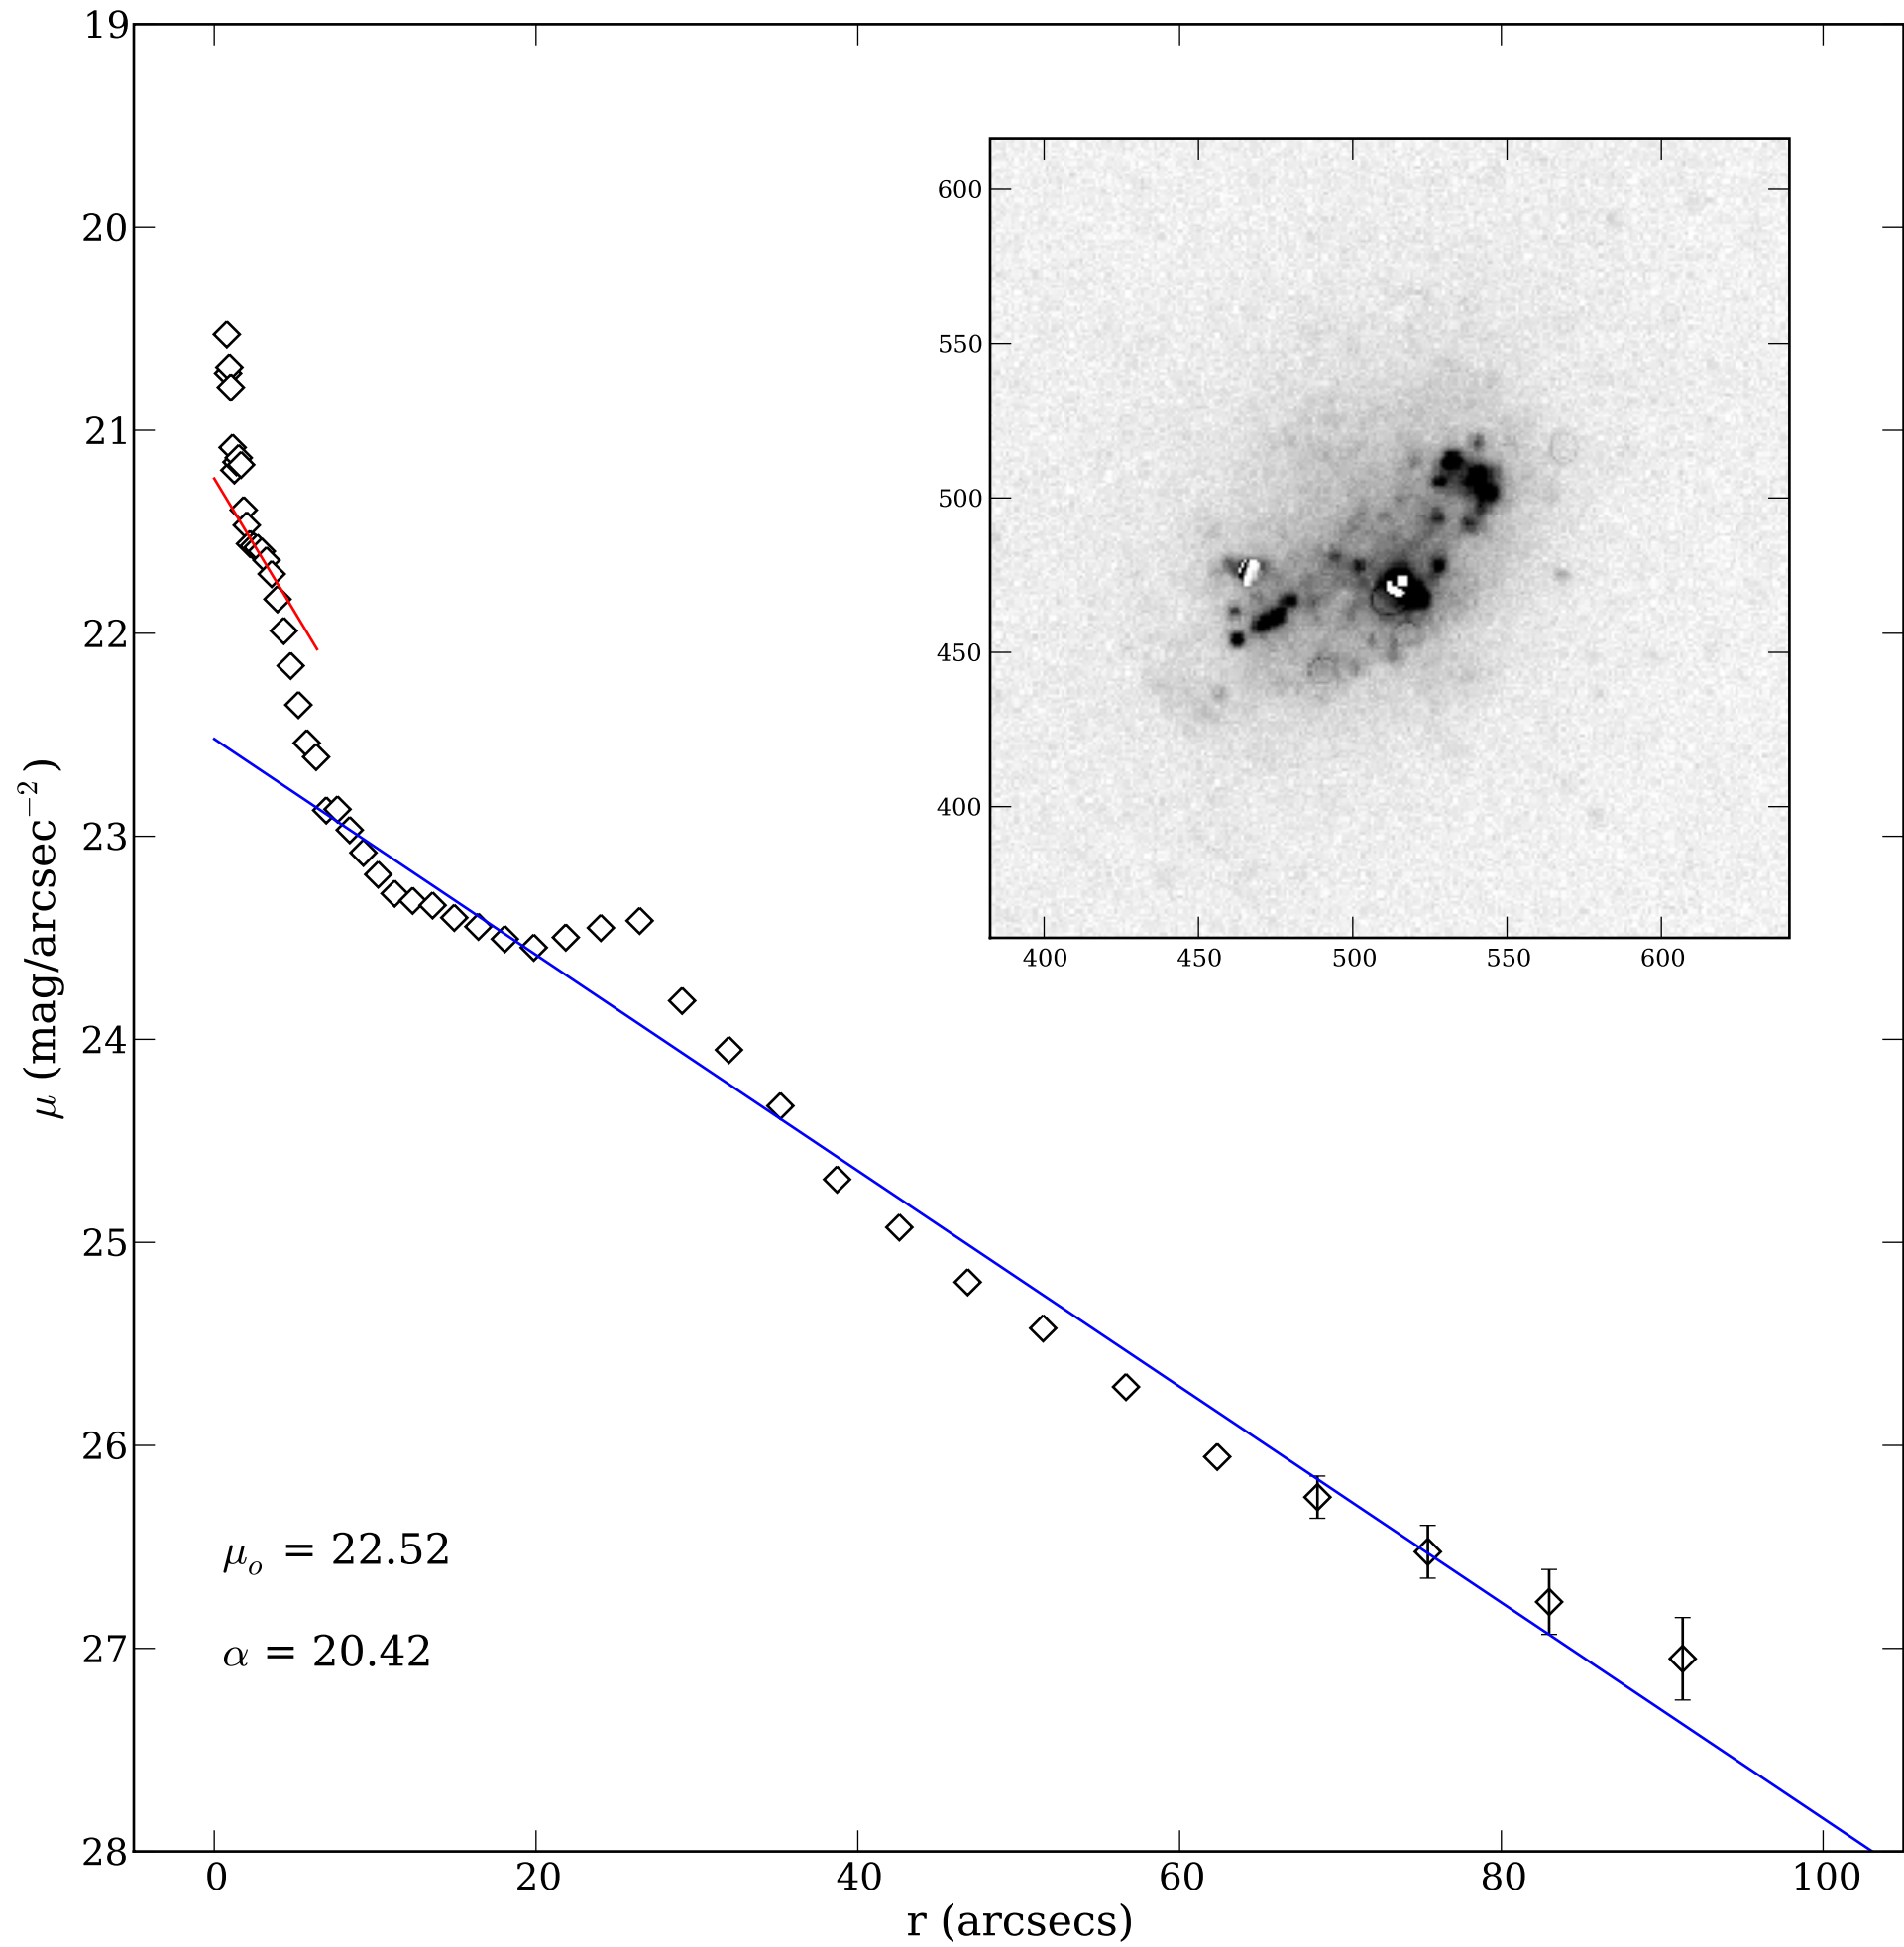 19
20
21
22
23
24
25
26
27
28
μ (mag/arcsec⁻²)
600
550
500
450
400
400 450 500 550 600
μₒ = 22.52
α = 20.42
0 20 40 60 80 100
r (arcsecs)